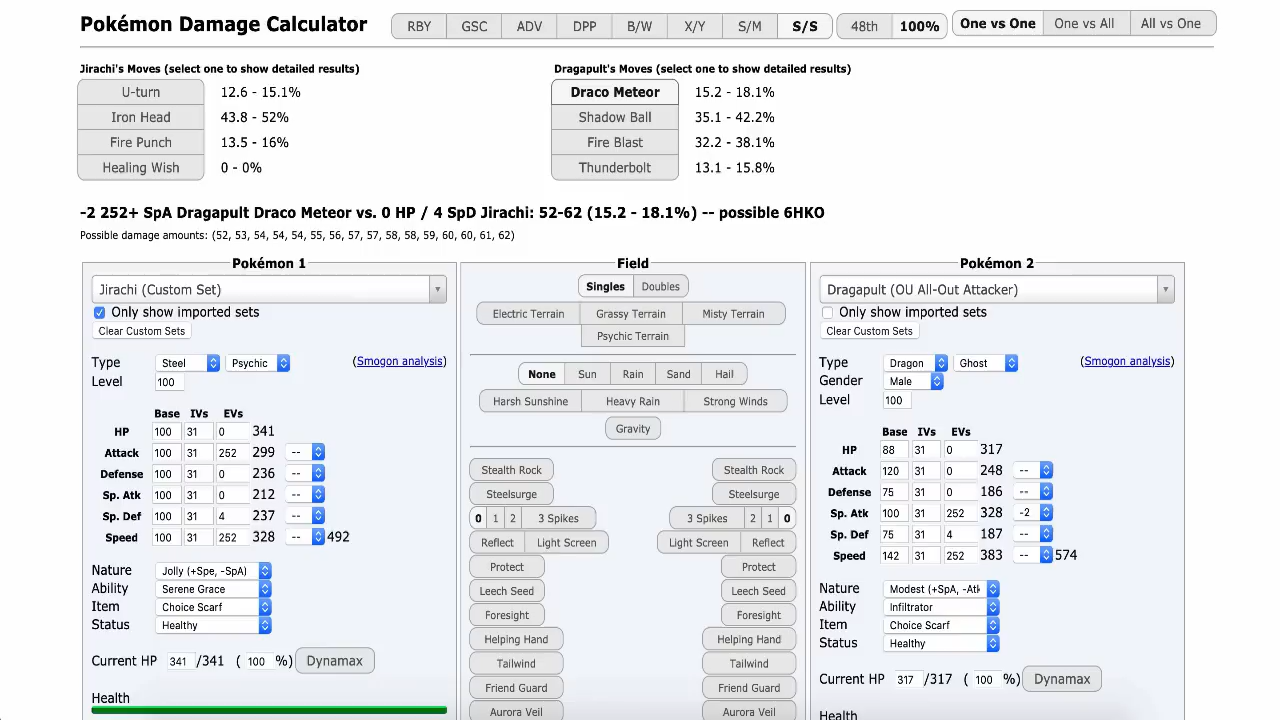 Pokémon Damage Calculator
RBY GSC ADV DPP B/W X/Y S/M S/S 48th 100% One vs One One vs All All vs One
Jirachi's Moves (select one to show detailed results)
U-turn 12.6 - 15.1%
Iron Head 43.8 - 52%
Fire Punch 13.5 - 16%
Healing Wish 0 - 0%
Dragapult's Moves (select one to show detailed results)
Draco Meteor 15.2 - 18.1%
Shadow Ball 35.1 - 42.2%
Fire Blast 32.2 - 38.1%
Thunderbolt 13.1 - 15.8%
-2 252+ SpA Dragapult Draco Meteor vs. 0 HP / 4 SpD Jirachi: 52-62 (15.2 - 18.1%) -- possible 6HKO
Possible damage amounts: (52, 53, 54, 54, 54, 55, 56, 57, 57, 58, 58, 59, 60, 60, 61, 62)
Pokémon 1
Jirachi (Custom Set)
Only show imported sets
Clear Custom Sets
Type Steel Psychic (Smogon analysis)
Level 100
Base IVs EVs
HP 100 31 0 341
Attack 100 31 252 299 --
Defense 100 31 0 236 --
Sp. Atk 100 31 0 212 --
Sp. Def 100 31 4 237 --
Speed 100 31 252 328 -- 492
Nature Jolly (+Spe, -SpA)
Ability Serene Grace
Item Choice Scarf
Status Healthy
Current HP 341 /341 ( 100 %) Dynamax
Health
Field
Singles Doubles
Electric Terrain Grassy Terrain Misty Terrain
Psychic Terrain
None Sun Rain Sand Hail
Harsh Sunshine Heavy Rain Strong Winds
Gravity
Stealth Rock Stealth Rock
Steelsurge Steelsurge
0 1 2 3 Spikes 3 Spikes 2 1 0
Reflect Light Screen Light Screen Reflect
Protect Protect
Leech Seed Leech Seed
Foresight Foresight
Helping Hand Helping Hand
Tailwind Tailwind
Friend Guard Friend Guard
Aurora Veil Aurora Veil
Pokémon 2
Dragapult (OU All-Out Attacker)
Only show imported sets
Clear Custom Sets
Type Dragon Ghost (Smogon analysis)
Gender Male
Level 100
Base IVs EVs
HP 88 31 0 317
Attack 120 31 0 248 --
Defense 75 31 0 186 --
Sp. Atk 100 31 252 328 -2
Sp. Def 75 31 4 187 --
Speed 142 31 252 383 -- 574
Nature Modest (+SpA, -Atk
Ability Infiltrator
Item Choice Scarf
Status Healthy
Current HP 317 /317 ( 100 %) Dynamax
Health